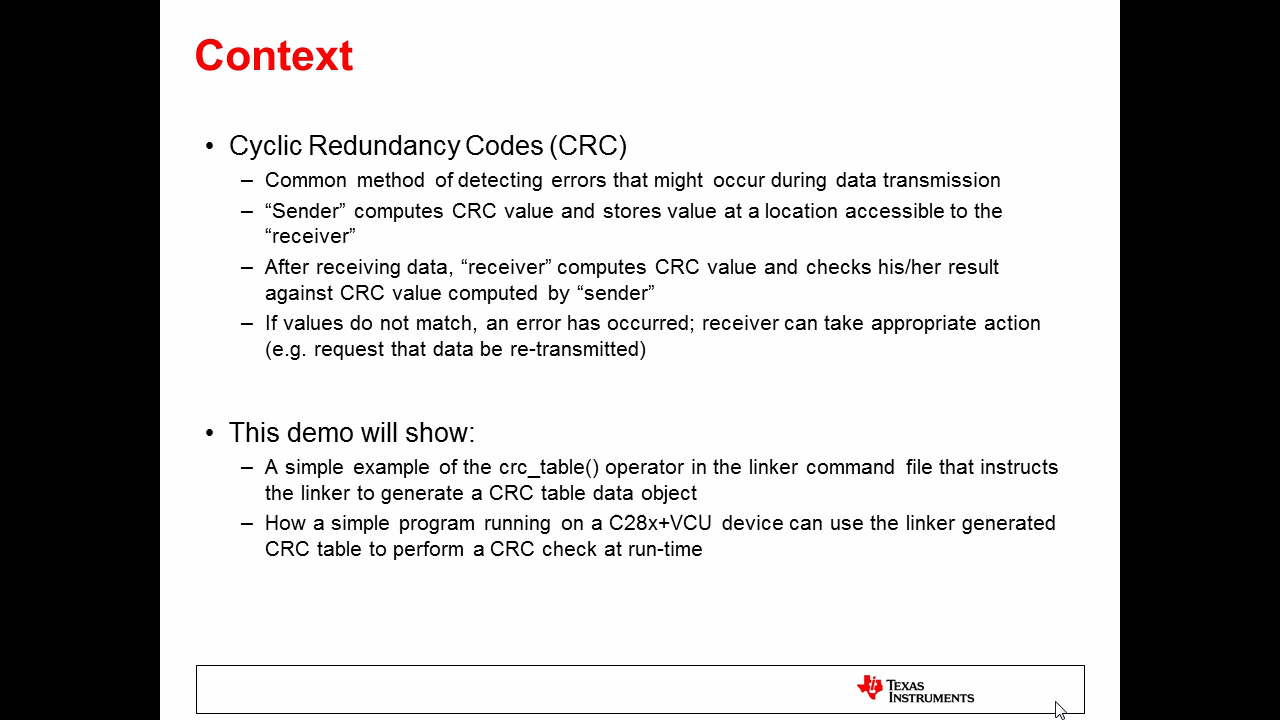 Context
• Cyclic Redundancy Codes (CRC)
– Common method of detecting errors that might occur during data transmission
– “Sender” computes CRC value and stores value at a location accessible to the
“receiver”
– After receiving data, “receiver” computes CRC value and checks his/her result
against CRC value computed by “sender”
– If values do not match, an error has occurred; receiver can take appropriate action
(e.g. request that data be re-transmitted)
• This demo will show:
– A simple example of the crc_table() operator in the linker command file that instructs
the linker to generate a CRC table data object
– How a simple program running on a C28x+VCU device can use the linker generated
CRC table to perform a CRC check at run-time
TEXAS
INSTRUMENTS